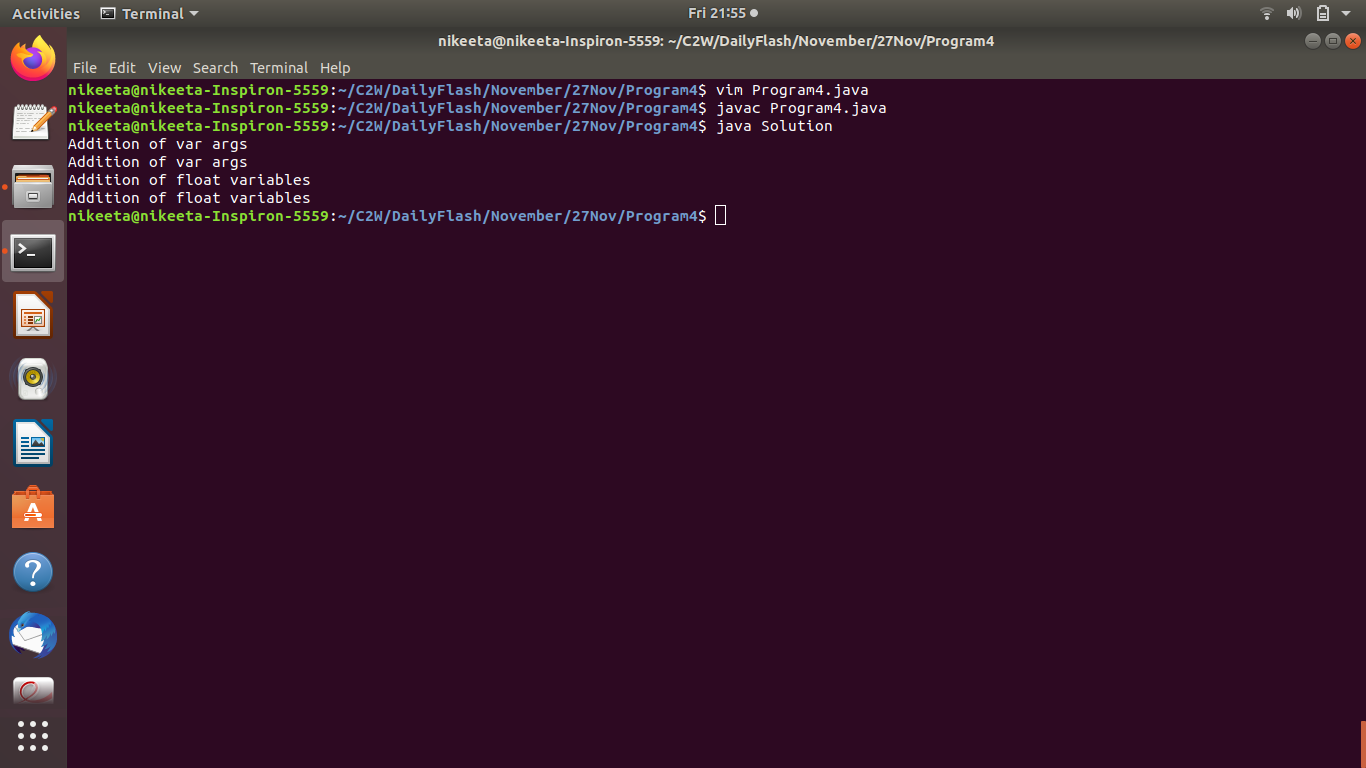 Activities Terminal Fri 21:55
nikeeta@nikeeta-Inspiron-5559: ~/C2W/DailyFlash/November/27Nov/Program4
File Edit View Search Terminal Help
nikeeta@nikeeta-Inspiron-5559:~/C2W/DailyFlash/November/27Nov/Program4$ vim Program4.java
nikeeta@nikeeta-Inspiron-5559:~/C2W/DailyFlash/November/27Nov/Program4$ javac Program4.java
nikeeta@nikeeta-Inspiron-5559:~/C2W/DailyFlash/November/27Nov/Program4$ java Solution
Addition of var args
Addition of var args
Addition of float variables
Addition of float variables
nikeeta@nikeeta-Inspiron-5559:~/C2W/DailyFlash/November/27Nov/Program4$